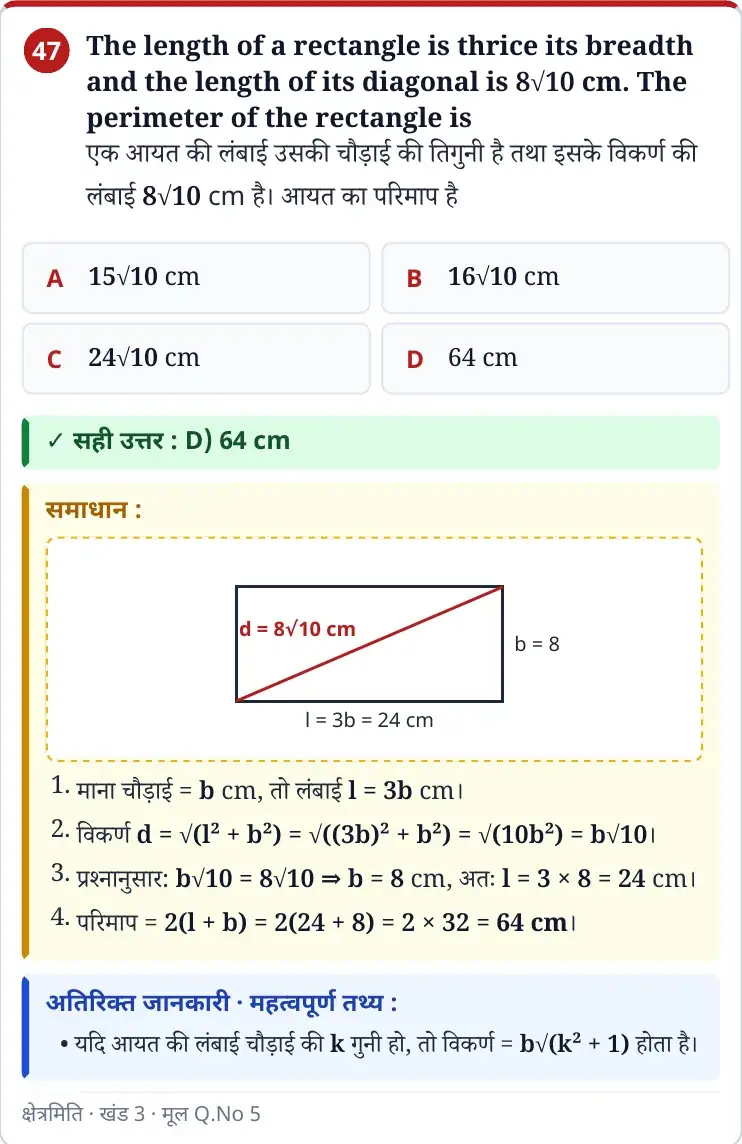 47 The length of a rectangle is thrice its breadth
and the length of its diagonal is 8√10 cm. The
perimeter of the rectangle is
एक आयत की लंबाई उसकी चौड़ाई की तिगुनी है तथा इसके विकर्ण की
लंबाई 8√10 cm है। आयत का परिमाप है
A 15√10 cm
B 16√10 cm
C 24√10 cm
D 64 cm
✓ सही उत्तर : D) 64 cm
समाधान :
d = 8√10 cm
b = 8
l = 3b = 24 cm
1. माना चौड़ाई = b cm, तो लंबाई l = 3b cm।
2. विकर्ण d = √(l² + b²) = √((3b)² + b²) = √(10b²) = b√10।
3. प्रश्नानुसार: b√10 = 8√10 ⇒ b = 8 cm, अतः l = 3 × 8 = 24 cm।
4. परिमाप = 2(l + b) = 2(24 + 8) = 2 × 32 = 64 cm।
अतिरिक्त जानकारी · महत्वपूर्ण तथ्य :
• यदि आयत की लंबाई चौड़ाई की k गुनी हो, तो विकर्ण = b√(k² + 1) होता है।
क्षेत्रमिति · खंड 3 · मूल Q.No 5